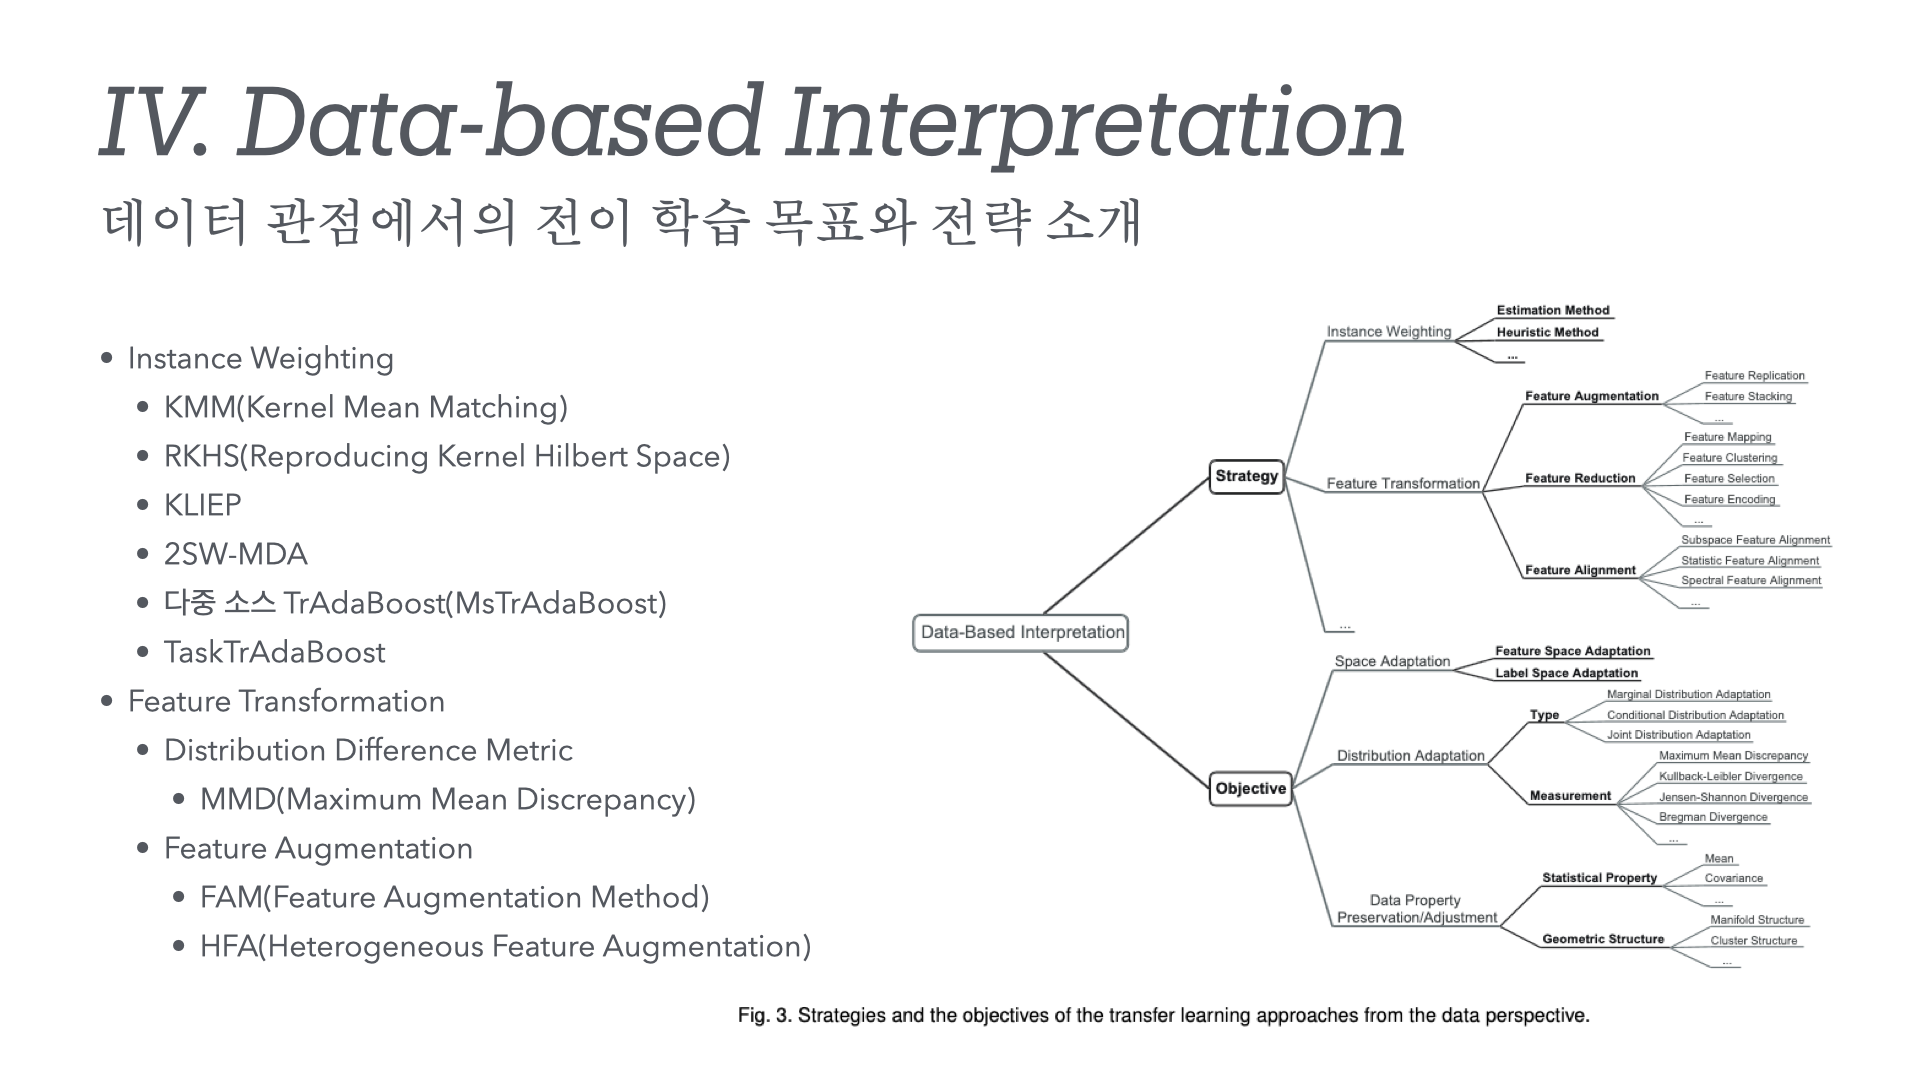 IV. Data-based Interpretation
데이터 관점에서의 전이 학습 목표와 전략 소개
• Instance Weighting
• KMM(Kernel Mean Matching)
• RKHS(Reproducing Kernel Hilbert Space)
• KLIEP
• 2SW-MDA
• 다중 소스 TrAdaBoost(MsTrAdaBoost)
• TaskTrAdaBoost
• Feature Transformation
• Distribution Difference Metric
• MMD(Maximum Mean Discrepancy)
• Feature Augmentation
• FAM(Feature Augmentation Method)
• HFA(Heterogeneous Feature Augmentation)
Data-Based Interpretation
Strategy
Instance Weighting
Estimation Method
Heuristic Method
...
Feature Transformation
Feature Augmentation
Feature Replication
Feature Stacking
...
Feature Reduction
Feature Mapping
Feature Clustering
Feature Selection
Feature Encoding
...
Feature Alignment
Subspace Feature Alignment
Statistic Feature Alignment
Spectral Feature Alignment
...
...
Objective
Space Adaptation
Feature Space Adaptation
Label Space Adaptation
Distribution Adaptation
Type
Marginal Distribution Adaptation
Conditional Distribution Adaptation
Joint Distribution Adaptation
Measurement
Maximum Mean Discrepancy
Kullback-Leibler Divergence
Jensen-Shannon Divergence
Bregman Divergence
...
Data Property
Preservation/Adjustment
Statistical Property
Mean
Covariance
...
Geometric Structure
Manifold Structure
Cluster Structure
...
Fig. 3. Strategies and the objectives of the transfer learning approaches from the data perspective.